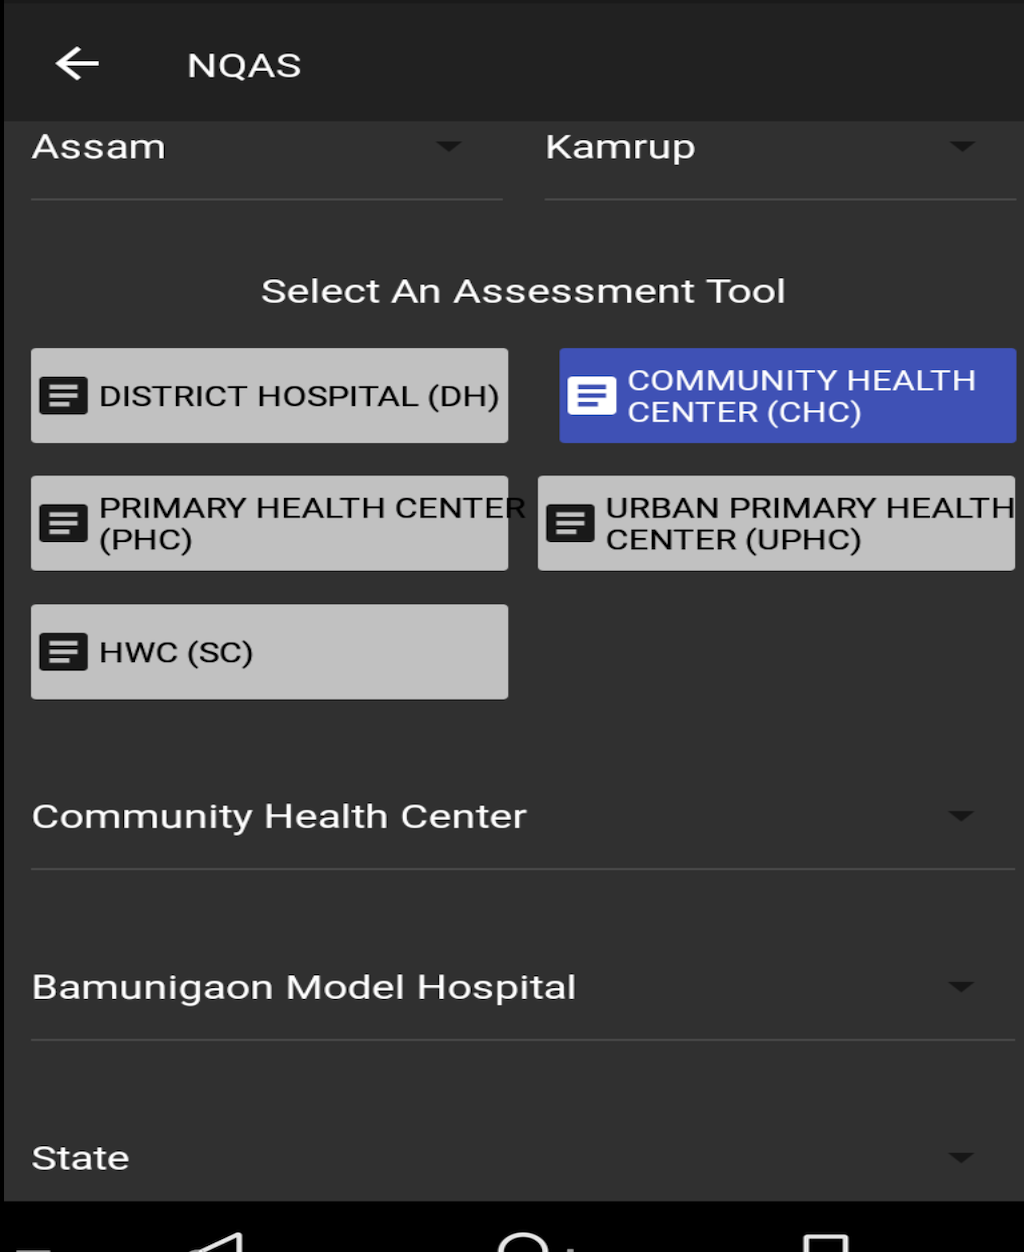 NQAS
Assam
Kamrup
Select An Assessment Tool
DISTRICT HOSPITAL (DH)
COMMUNITY HEALTH
CENTER (CHC)
PRIMARY HEALTH CENTER
(PHC)
URBAN PRIMARY HEALTH
CENTER (UPHC)
HWC (SC)
Community Health Center
Bamunigaon Model Hospital
State